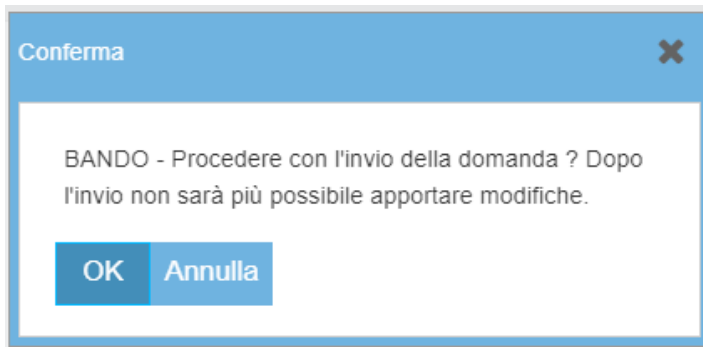 Conferma
BANDO - Procedere con l'invio della domanda ? Dopo
l'invio non sarà più possibile apportare modifiche.
OK Annulla